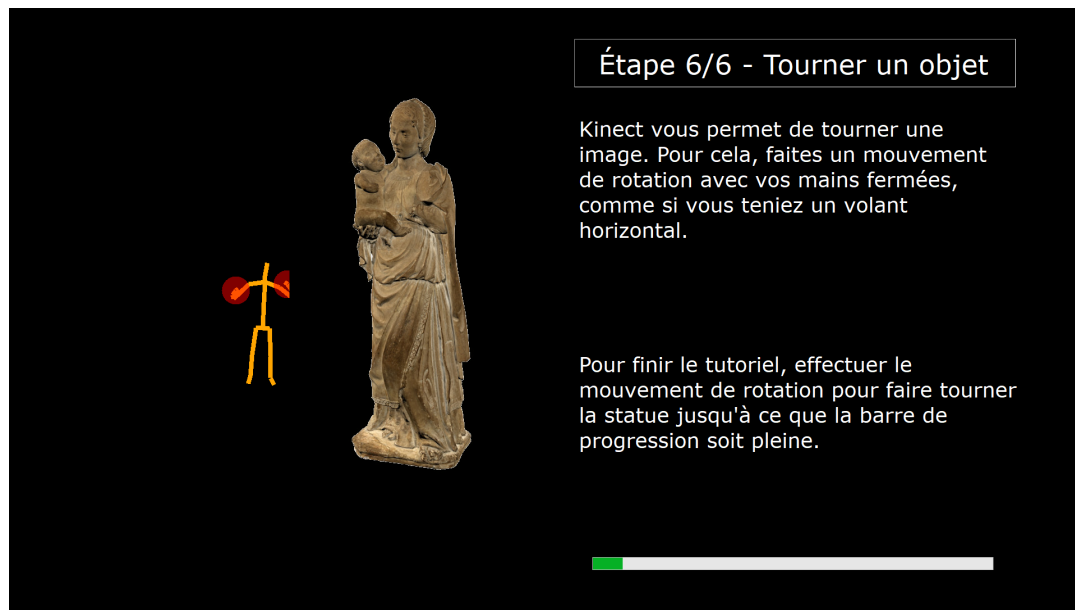 Étape 6/6 - Tourner un objet
Kinect vous permet de tourner une
image. Pour cela, faites un mouvement
de rotation avec vos mains fermées,
comme si vous teniez un volant
horizontal.
Pour finir le tutoriel, effectuer le
mouvement de rotation pour faire tourner
la statue jusqu'à ce que la barre de
progression soit pleine.